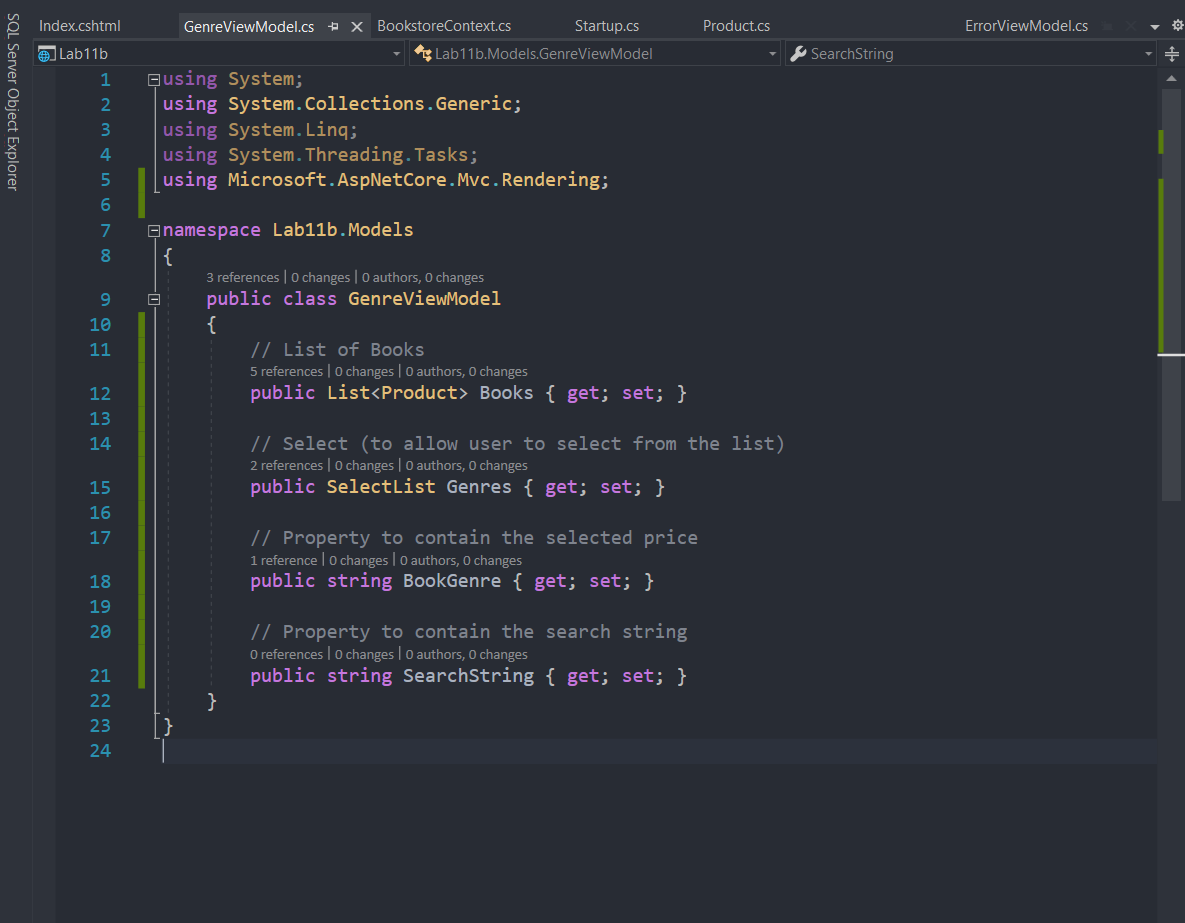 SQL Server Object Explorer
Index.cshtml GenreViewModel.cs BookstoreContext.cs Startup.cs Product.cs ErrorViewModel.cs
Lab11b Lab11b.Models.GenreViewModel SearchString
1 using System;
2 using System.Collections.Generic;
3 using System.Linq;
4 using System.Threading.Tasks;
5 using Microsoft.AspNetCore.Mvc.Rendering;
6
7 namespace Lab11b.Models
8 {
3 references | 0 changes | 0 authors, 0 changes
9 public class GenreViewModel
10 {
11 // List of Books
5 references | 0 changes | 0 authors, 0 changes
12 public List<Product> Books { get; set; }
13
14 // Select (to allow user to select from the list)
2 references | 0 changes | 0 authors, 0 changes
15 public SelectList Genres { get; set; }
16
17 // Property to contain the selected price
1 reference | 0 changes | 0 authors, 0 changes
18 public string BookGenre { get; set; }
19
20 // Property to contain the search string
0 references | 0 changes | 0 authors, 0 changes
21 public string SearchString { get; set; }
22 }
23 }
24